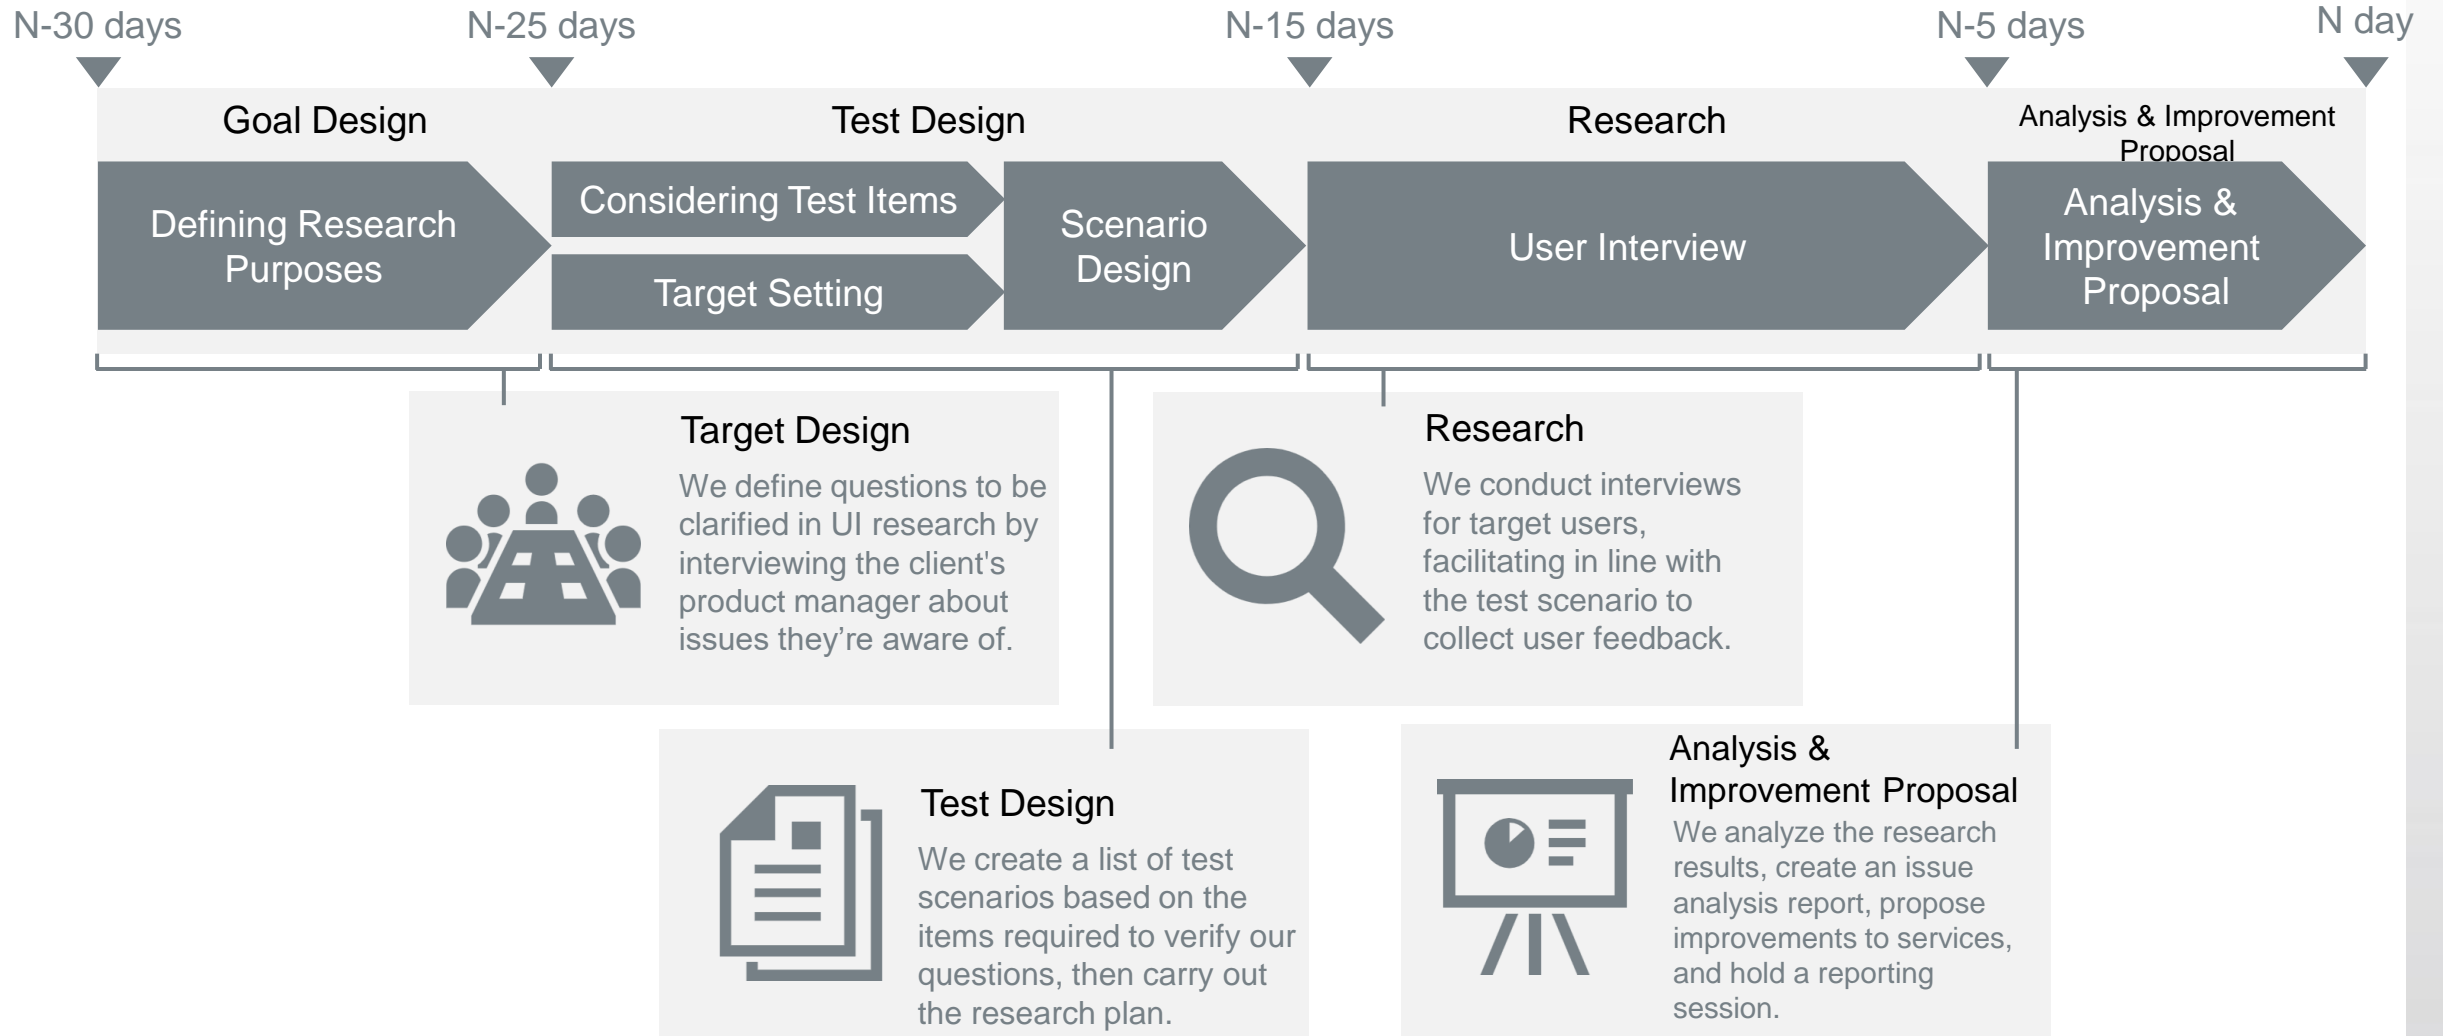 N-30 days
N-25 days
N-15 days
N-5 days
N day
Goal Design
Test Design
Research
Analysis & Improvement
Proposal
Defining Research
Purposes
Considering Test Items
Target Setting
Scenario
Design
User Interview
Analysis &
Improvement
Proposal
Target Design
We define questions to be
clarified in UI research by
interviewing the client's
product manager about
issues they’re aware of.
Research
We conduct interviews
for target users,
facilitating in line with
the test scenario to
collect user feedback.
Test Design
We create a list of test
scenarios based on the
items required to verify our
questions, then carry out
the research plan.
Analysis &
Improvement Proposal
We analyze the research
results, create an issue
analysis report, propose
improvements to services,
and hold a reporting
session.